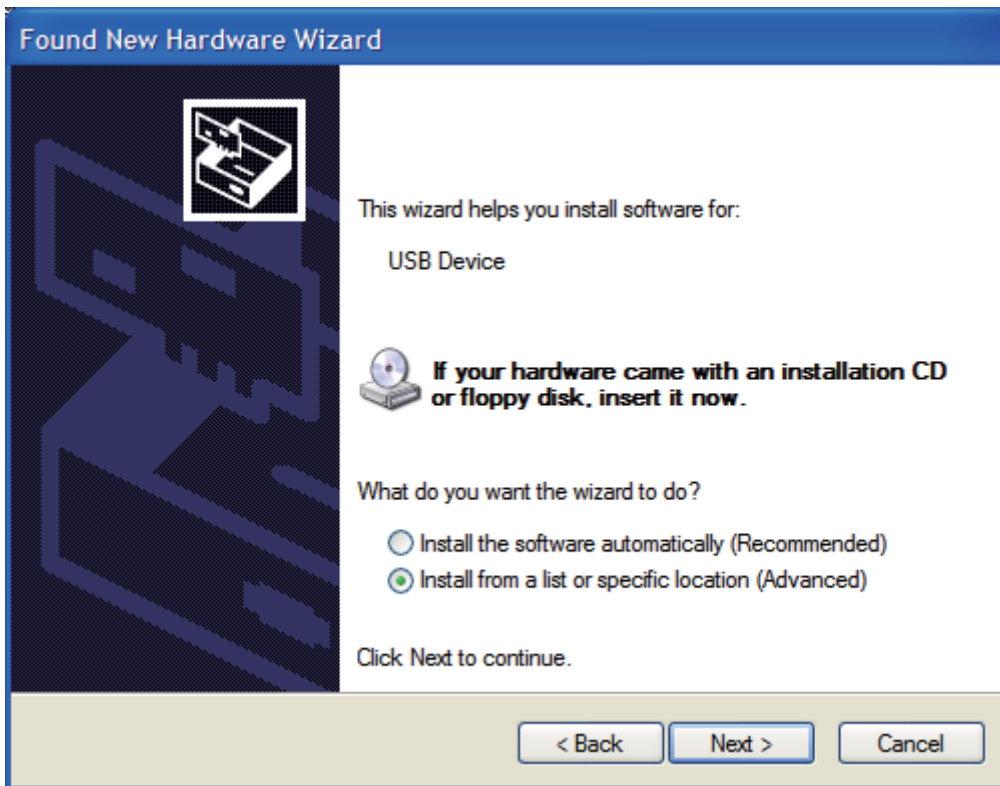 Found New Hardware Wizard
This wizard helps you install software for:
USB Device
If your hardware came with an installation CD
or floppy disk, insert it now.
What do you want the wizard to do?
Install the software automatically (Recommended)
Install from a list or specific location (Advanced)
Click Next to continue.
< Back Next > Cancel